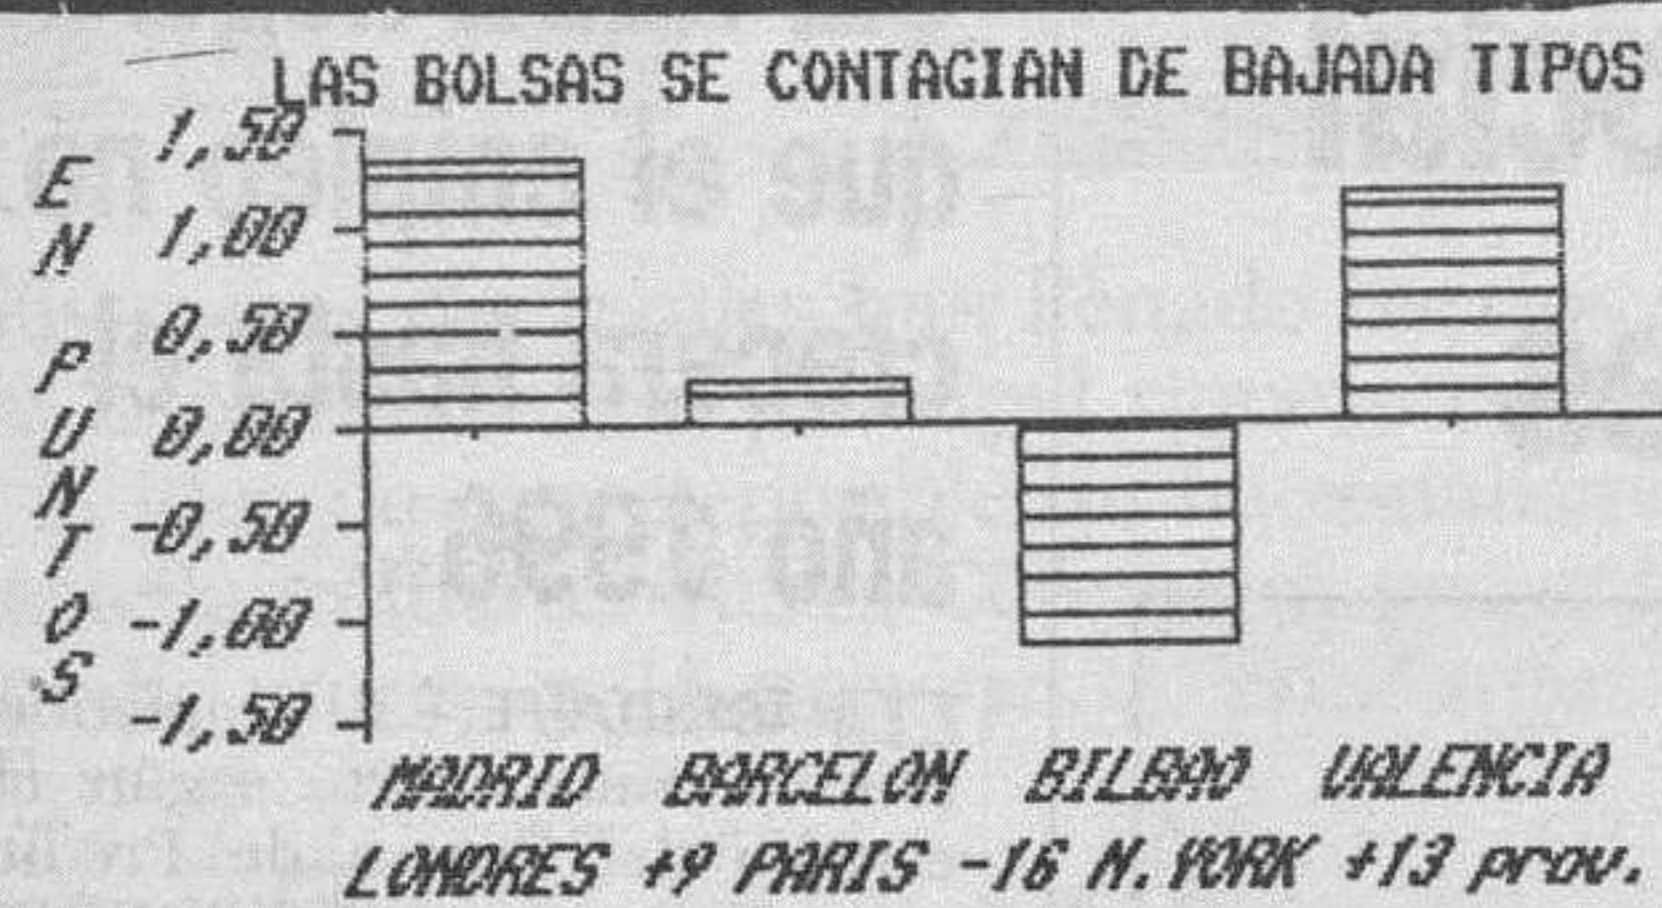 LAS BOLSAS SE CONTAGIAN DE BAJADA TIPOS
EN PUNTOS
1,50
1,00
0,50
0,00
-0,50
-1,00
-1,50
MADRID BARCELON BILBAO VALENCIA
LONDRES +9 PARIS -16 N.YORK +13 prov.